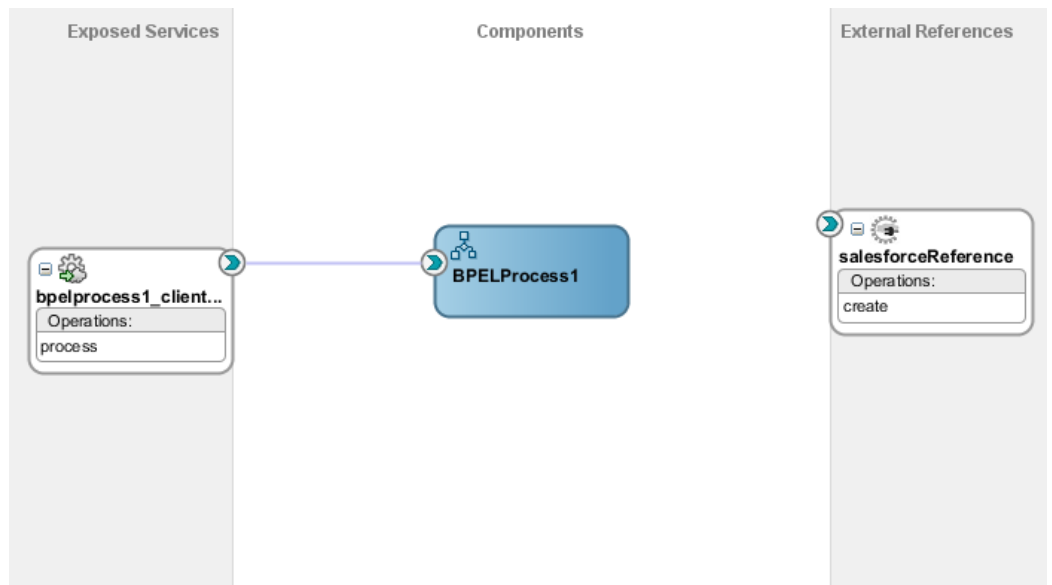 Exposed Services
Components
External References
bpelprocess1_client...
Operations:
process
BPELProcess1
salesforceReference
Operations:
create